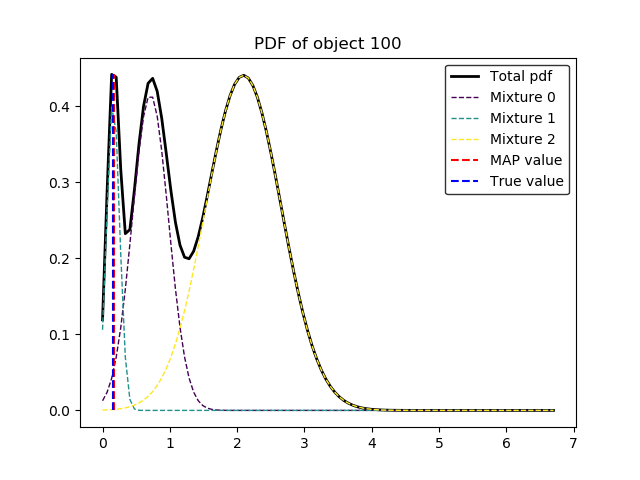 PDF of object 100
Total pdf
Mixture 0
Mixture 1
Mixture 2
MAP value
True value
0.4
0.3
0.2
0.1
0.0
0 1 2 3 4 5 6 7